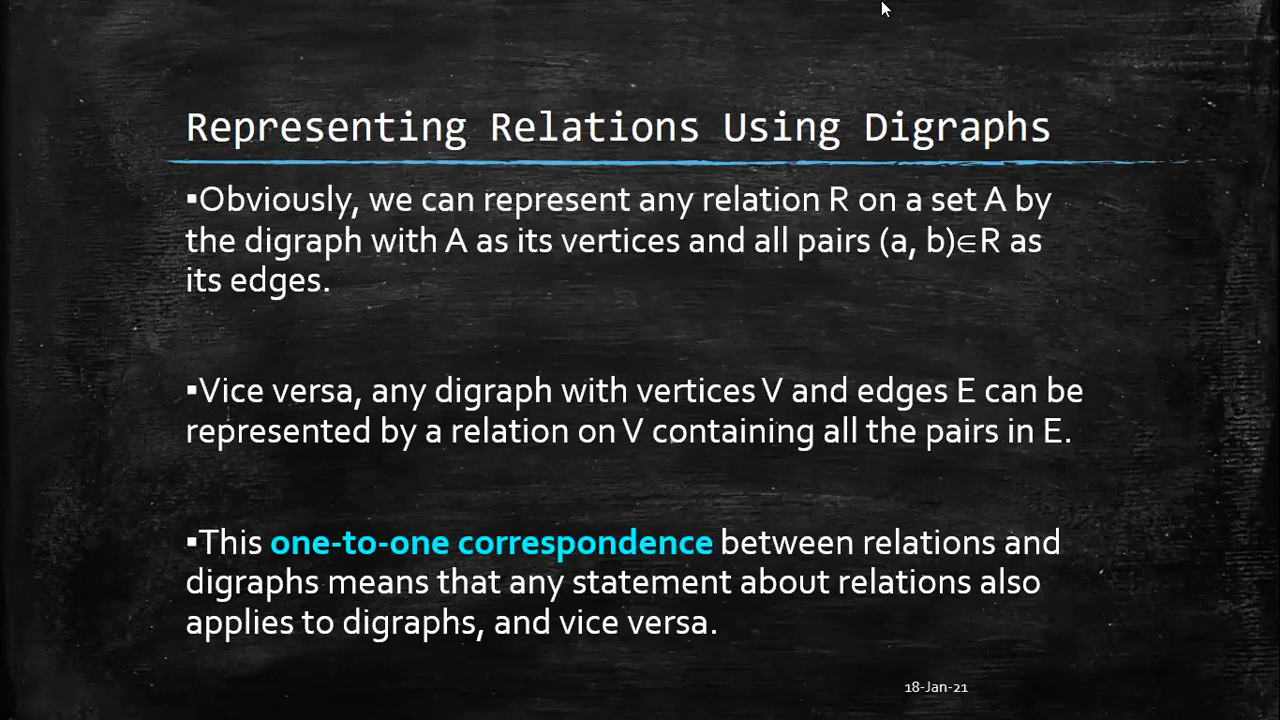 Representing Relations Using Digraphs
▪Obviously, we can represent any relation R on a set A by
the digraph with A as its vertices and all pairs (a, b)∈R as
its edges.
▪Vice versa, any digraph with vertices V and edges E can be
represented by a relation on V containing all the pairs in E.
▪This one-to-one correspondence between relations and
digraphs means that any statement about relations also
applies to digraphs, and vice versa.
18-Jan-21